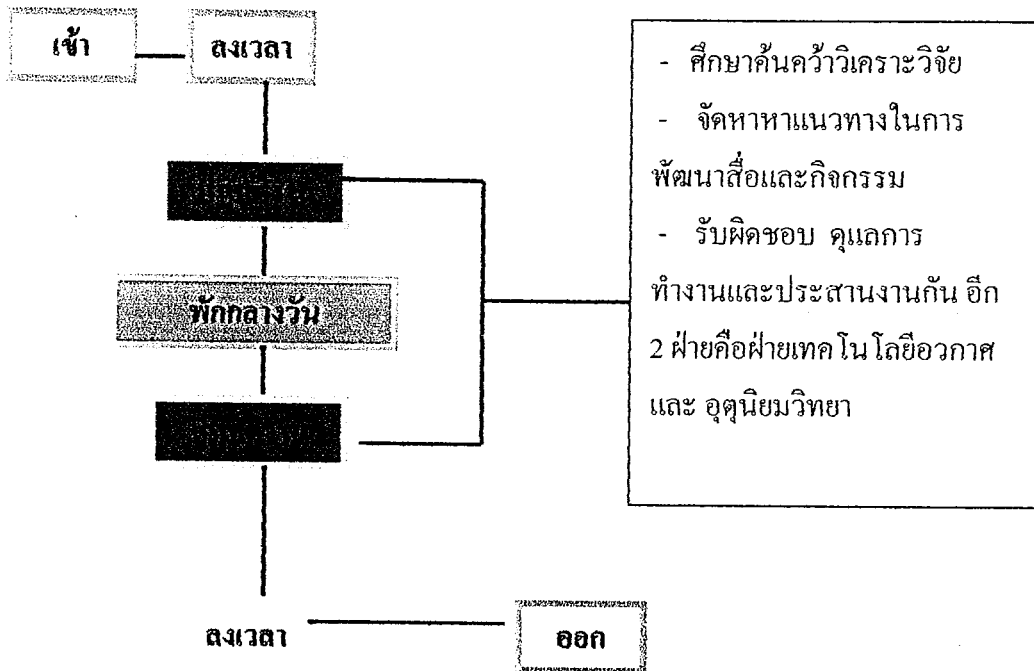 เข้า
ลงเวลา
- ศึกษาค้นคว้าวิเคราะวิจัย
- จัดหาหาแนวทางในการ
พัฒนาสื่อและกิจกรรม
- รับผิดชอบ ดุแลการ
ทำงานและประสานงานกัน อีก
2 ฝ่ายคือฝ่ายเทคโนโลยีอวกาศ
และ อุตุนิยมวิทยา
พักกลางวัน
ลงเวลา
ออก